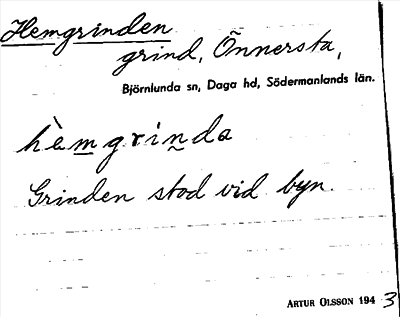 Hemgrinden
grind, Önnersta,
Björnlunda sn, Daga hd, Södermanlands län.
hèmgrinda
Grinden stod vid byn.
ARTUR OLSSON 1943